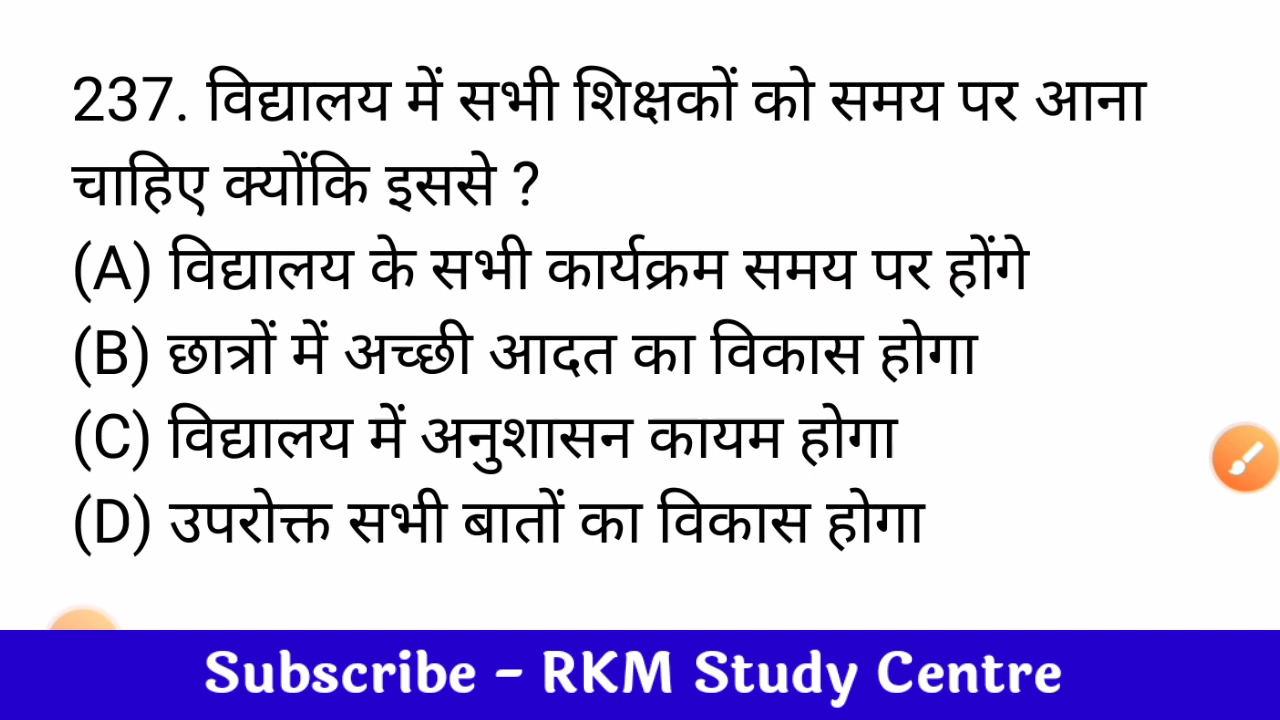 237. विद्यालय में सभी शिक्षकों को समय पर आना
चाहिए क्योंकि इससे ?
(A) विद्यालय के सभी कार्यक्रम समय पर होंगे
(B) छात्रों में अच्छी आदत का विकास होगा
(C) विद्यालय में अनुशासन कायम होगा
(D) उपरोक्त सभी बातों का विकास होगा
Subscribe - RKM Study Centre